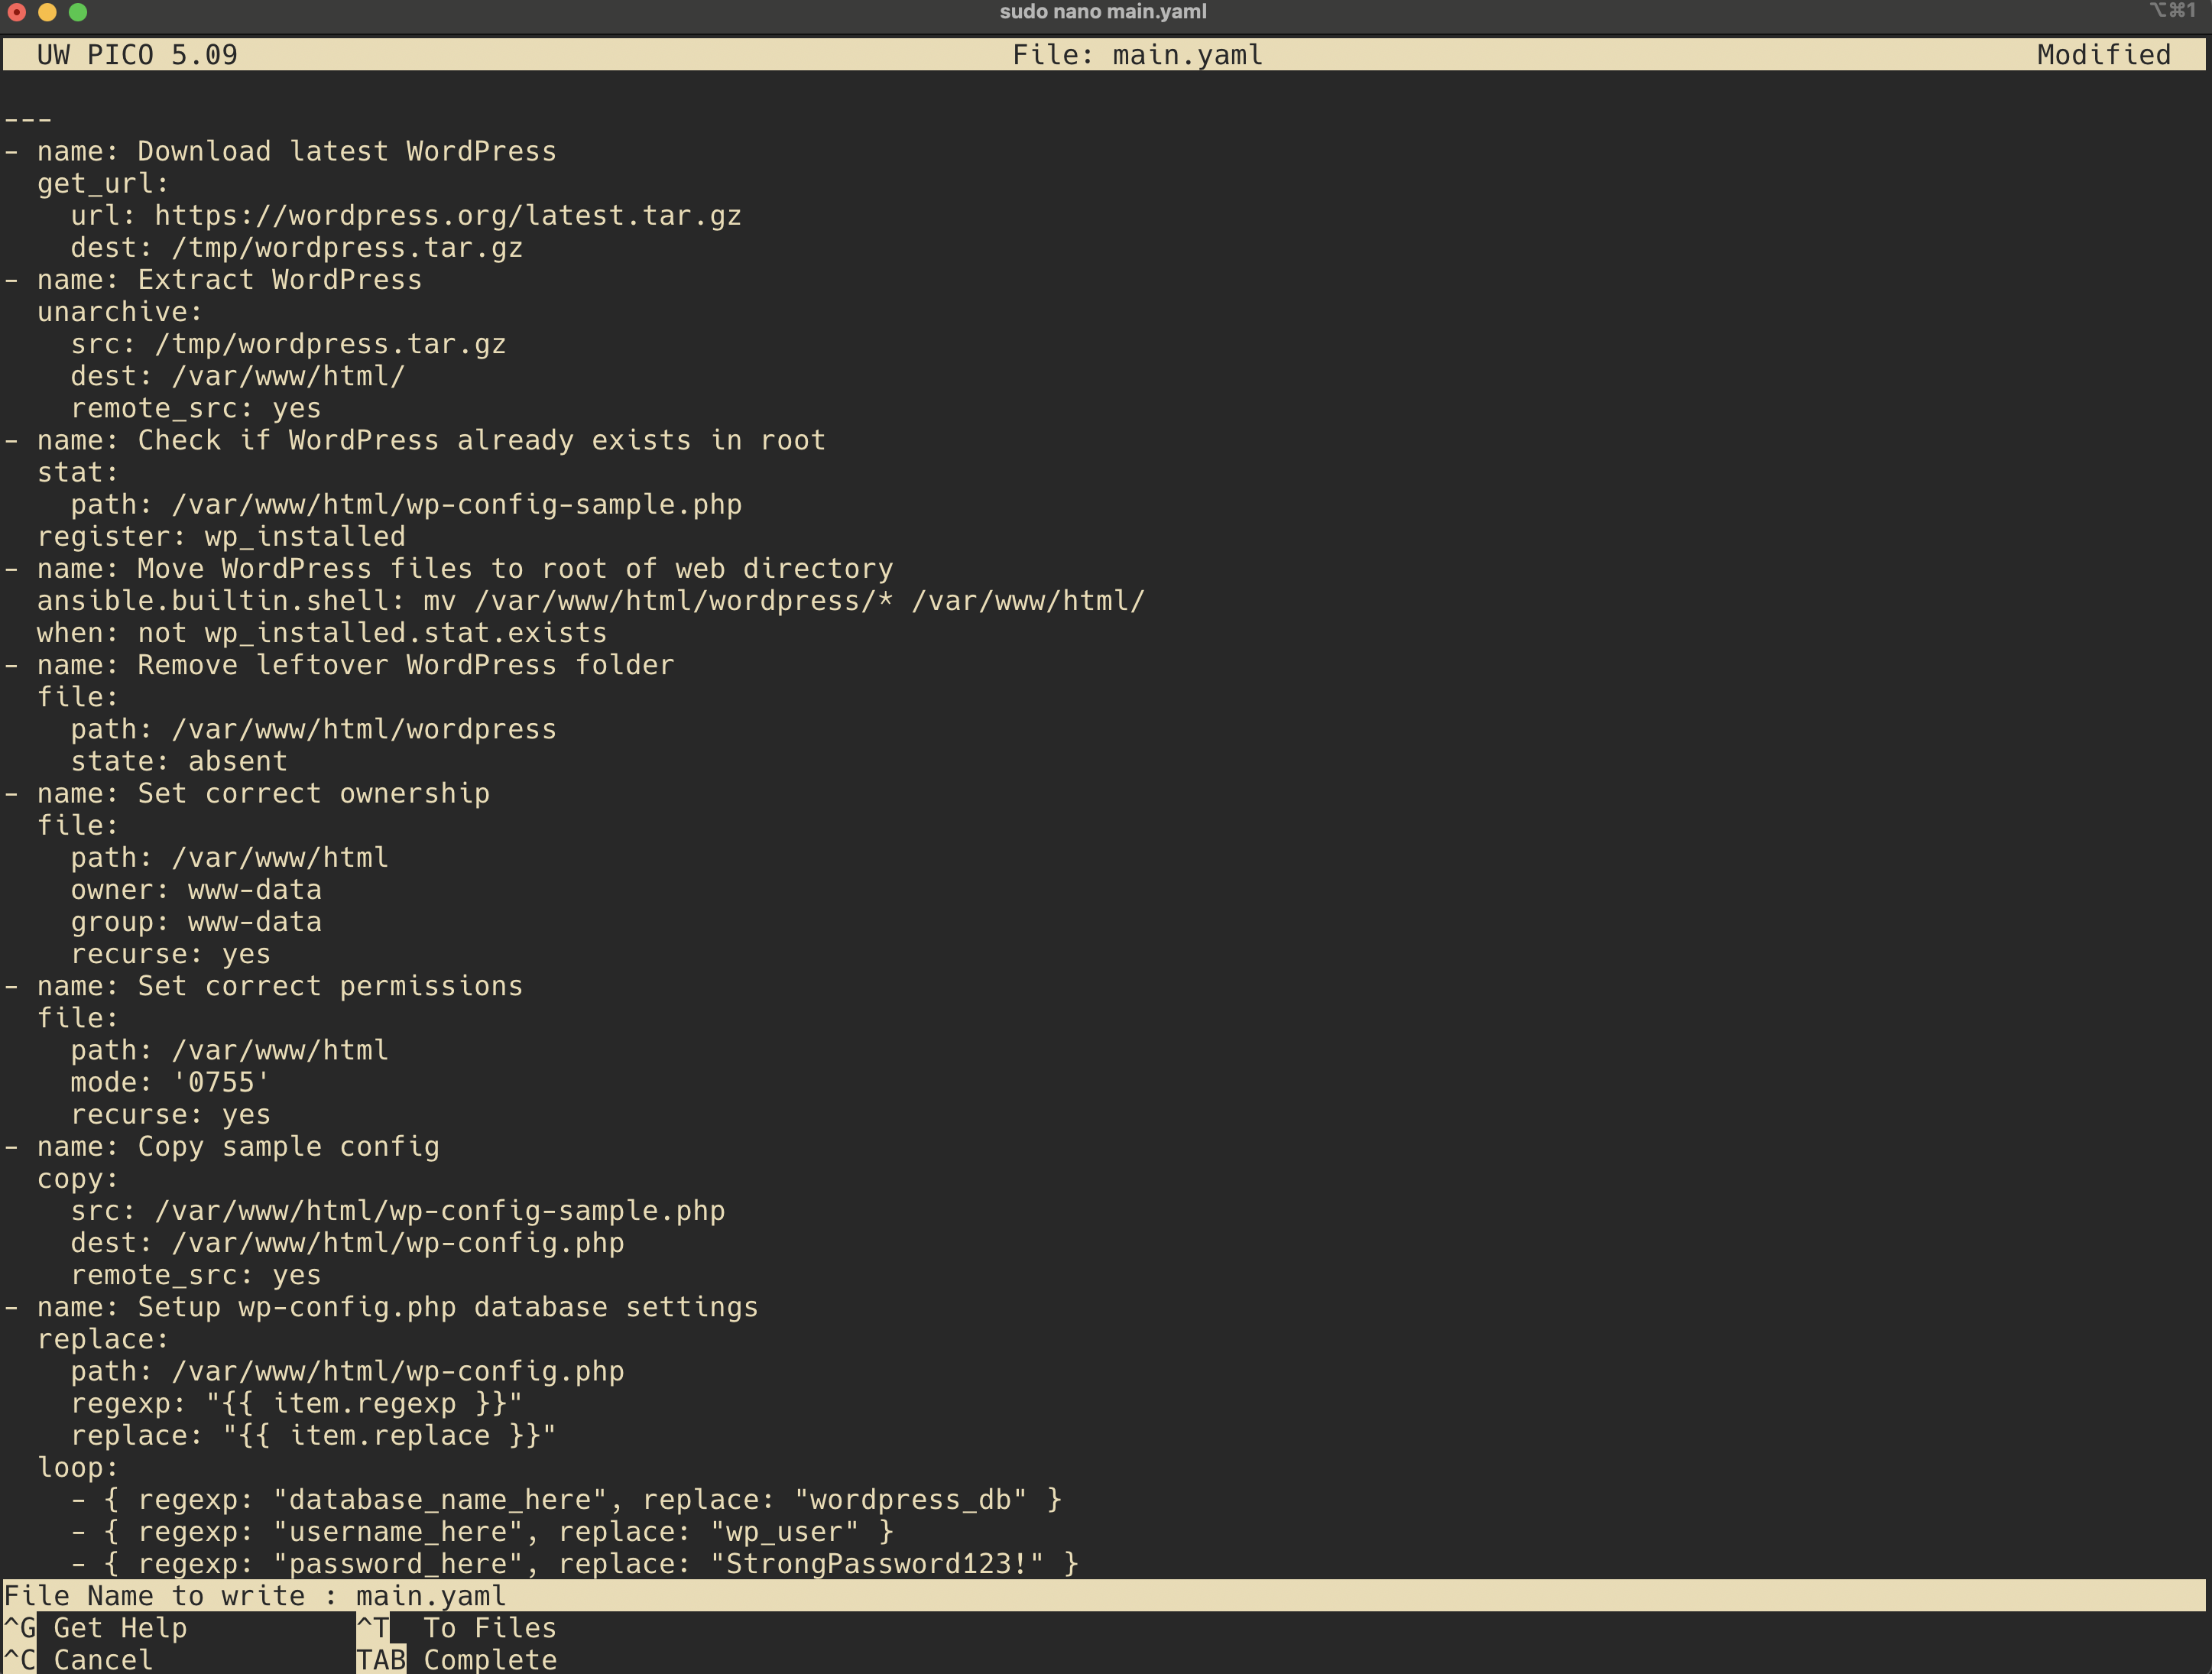 sudo nano main.yaml
⌥⌘1
UW PICO 5.09 File: main.yaml Modified
---
- name: Download latest WordPress
  get_url:
    url: https://wordpress.org/latest.tar.gz
    dest: /tmp/wordpress.tar.gz
- name: Extract WordPress
  unarchive:
    src: /tmp/wordpress.tar.gz
    dest: /var/www/html/
    remote_src: yes
- name: Check if WordPress already exists in root
  stat:
    path: /var/www/html/wp-config-sample.php
  register: wp_installed
- name: Move WordPress files to root of web directory
  ansible.builtin.shell: mv /var/www/html/wordpress/* /var/www/html/
  when: not wp_installed.stat.exists
- name: Remove leftover WordPress folder
  file:
    path: /var/www/html/wordpress
    state: absent
- name: Set correct ownership
  file:
    path: /var/www/html
    owner: www-data
    group: www-data
    recurse: yes
- name: Set correct permissions
  file:
    path: /var/www/html
    mode: '0755'
    recurse: yes
- name: Copy sample config
  copy:
    src: /var/www/html/wp-config-sample.php
    dest: /var/www/html/wp-config.php
    remote_src: yes
- name: Setup wp-config.php database settings
  replace:
    path: /var/www/html/wp-config.php
    regexp: "{{ item.regexp }}"
    replace: "{{ item.replace }}"
  loop:
    - { regexp: "database_name_here", replace: "wordpress_db" }
    - { regexp: "username_here", replace: "wp_user" }
    - { regexp: "password_here", replace: "StrongPassword123!" }
File Name to write : main.yaml
^G Get Help ^T To Files
^C Cancel TAB Complete